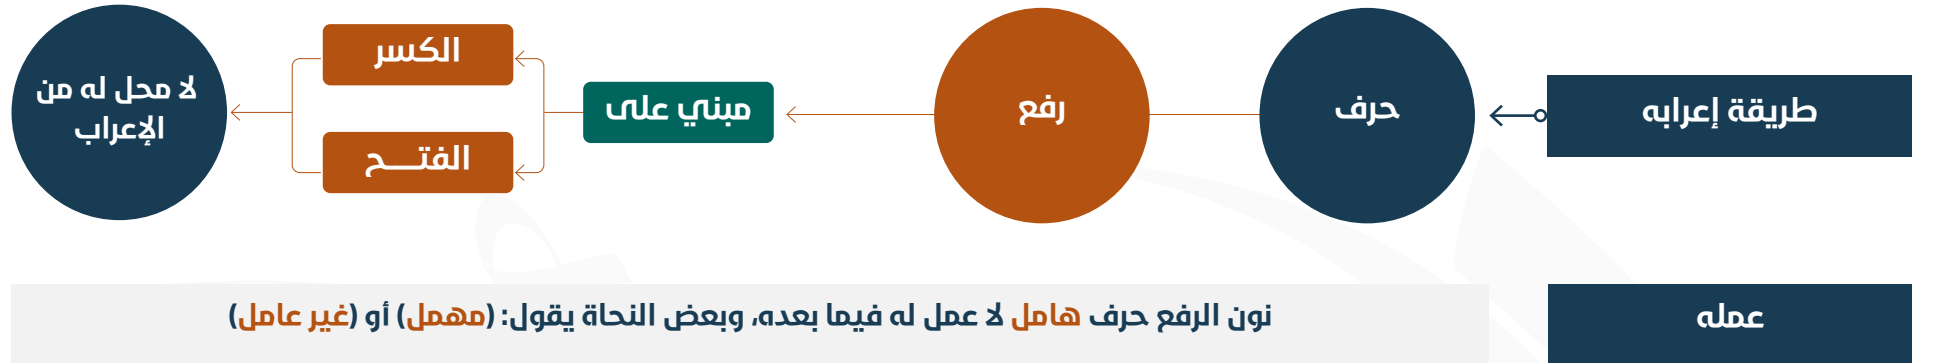 طريقة إعرابه
حرف
رفع
مبني على
الكسر
الفتـــح
لا محل له من
الإعراب
عمله
نون الرفع حرف هامل لا عمل له فيما بعده، وبعض النحاة يقول: (مهمل) أو (غير عامل)